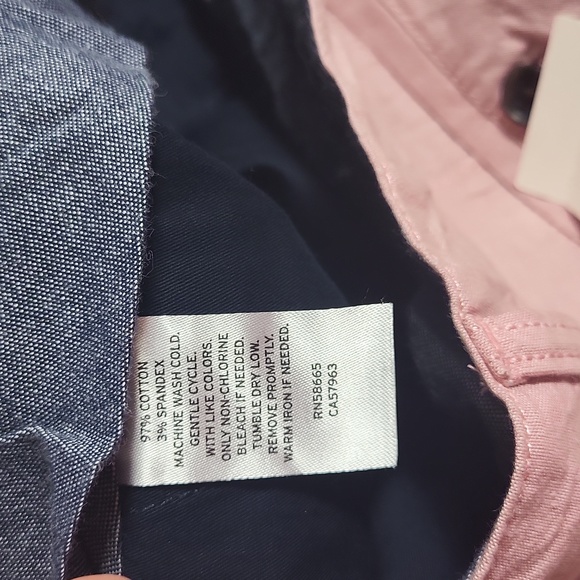 97% COTTON
3% SPANDEX
MACHINE WASH COLD.
GENTLE CYCLE.
WITH LIKE COLORS.
ONLY NON-CHLORINE
BLEACH IF NEEDED.
TUMBLE DRY LOW.
REMOVE PROMPTLY.
WARM IRON IF NEEDED.
RN58665
CA57963